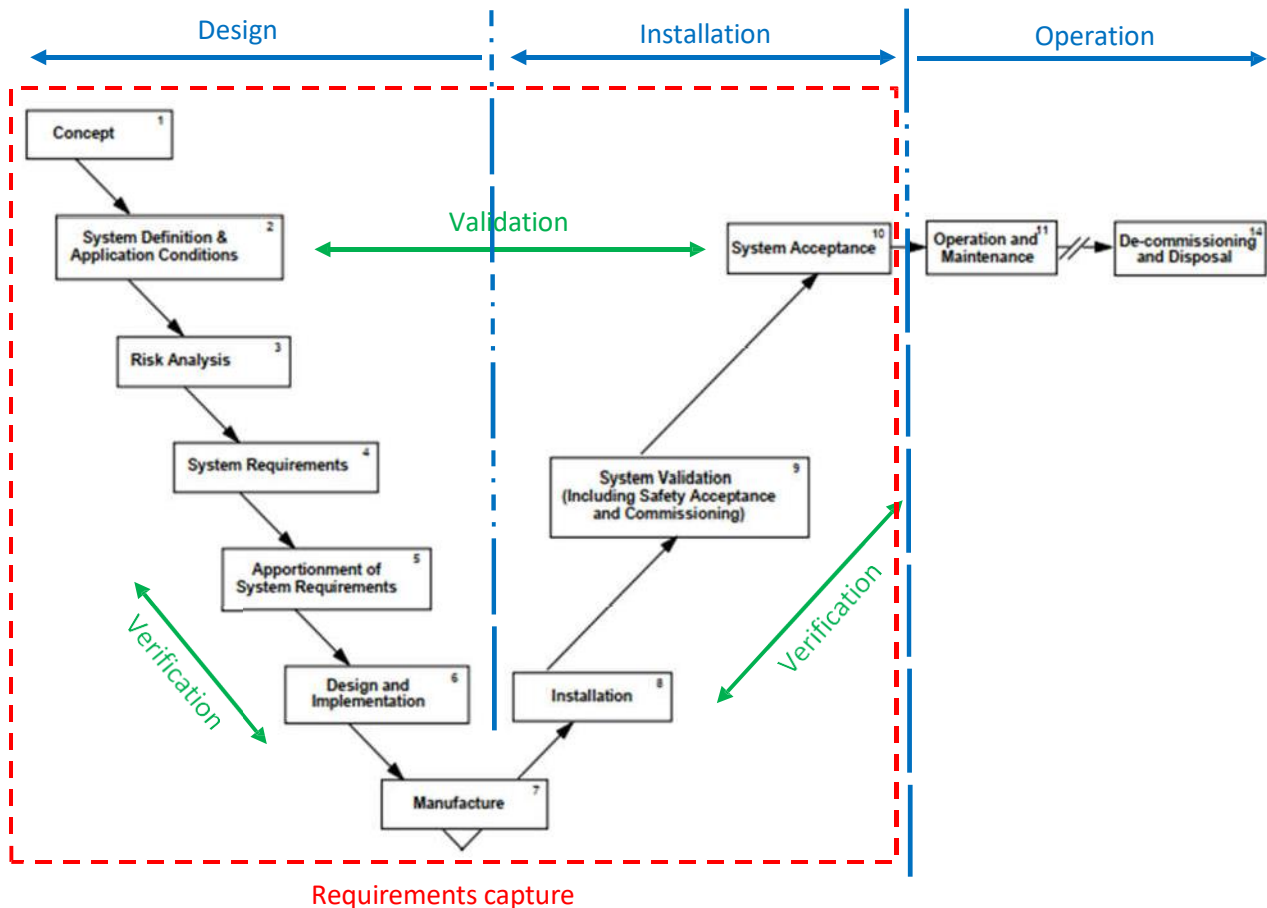 Design
Installation
Operation
Concept
1
System Definition &
Application Conditions
2
Validation
System Acceptance
10
Operation and
Maintenance
11
De-commissioning
and Disposal
14
Risk Analysis
3
System Requirements
4
System Validation
(Including Safety Acceptance
and Commissioning)
9
Apportionment of
System Requirements
5
Verification
Verification
Design and
Implementation
6
Installation
8
Manufacture
7
Requirements capture